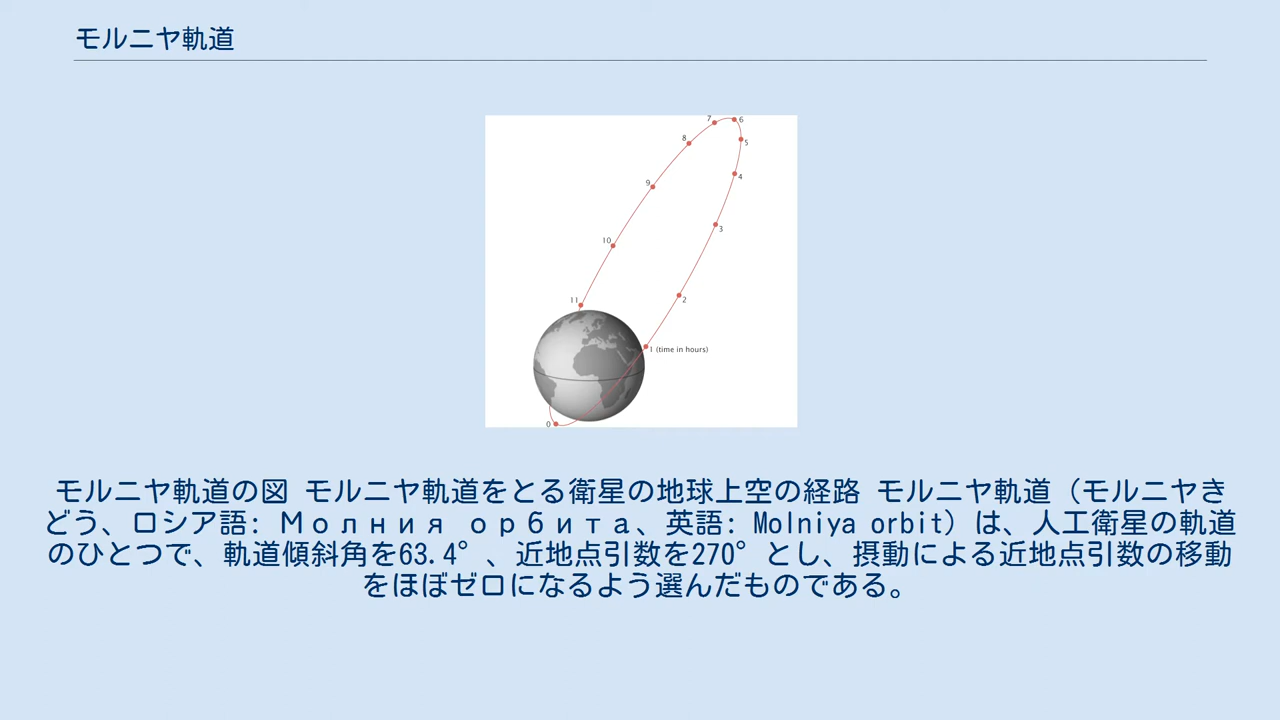 モルニヤ軌道
7
6
8
5
4
9
3
10
2
11
1 (time in hours)
0
モルニヤ軌道の図 モルニヤ軌道をとる衛星の地球上空の経路 モルニヤ軌道（モルニヤき
どう、ロシア語: Молния орбита、英語: Molniya orbit）は、人工衛星の軌道
のひとつで、軌道傾斜角を63.4°、近地点引数を270°とし、摂動による近地点引数の移動
をほぼゼロになるよう選んだものである。